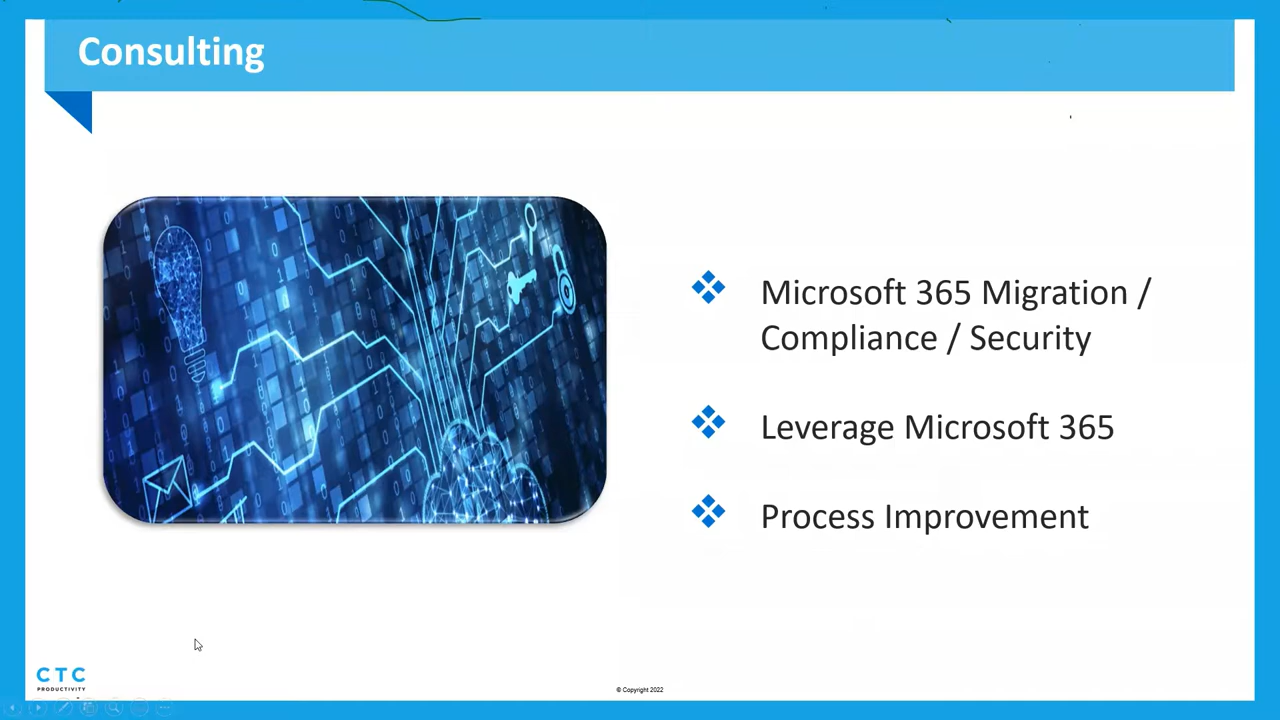 Consulting
Microsoft 365 Migration /
Compliance / Security
Leverage Microsoft 365
Process Improvement
CTC
PRODUCTIVITY
© Copyright 2022